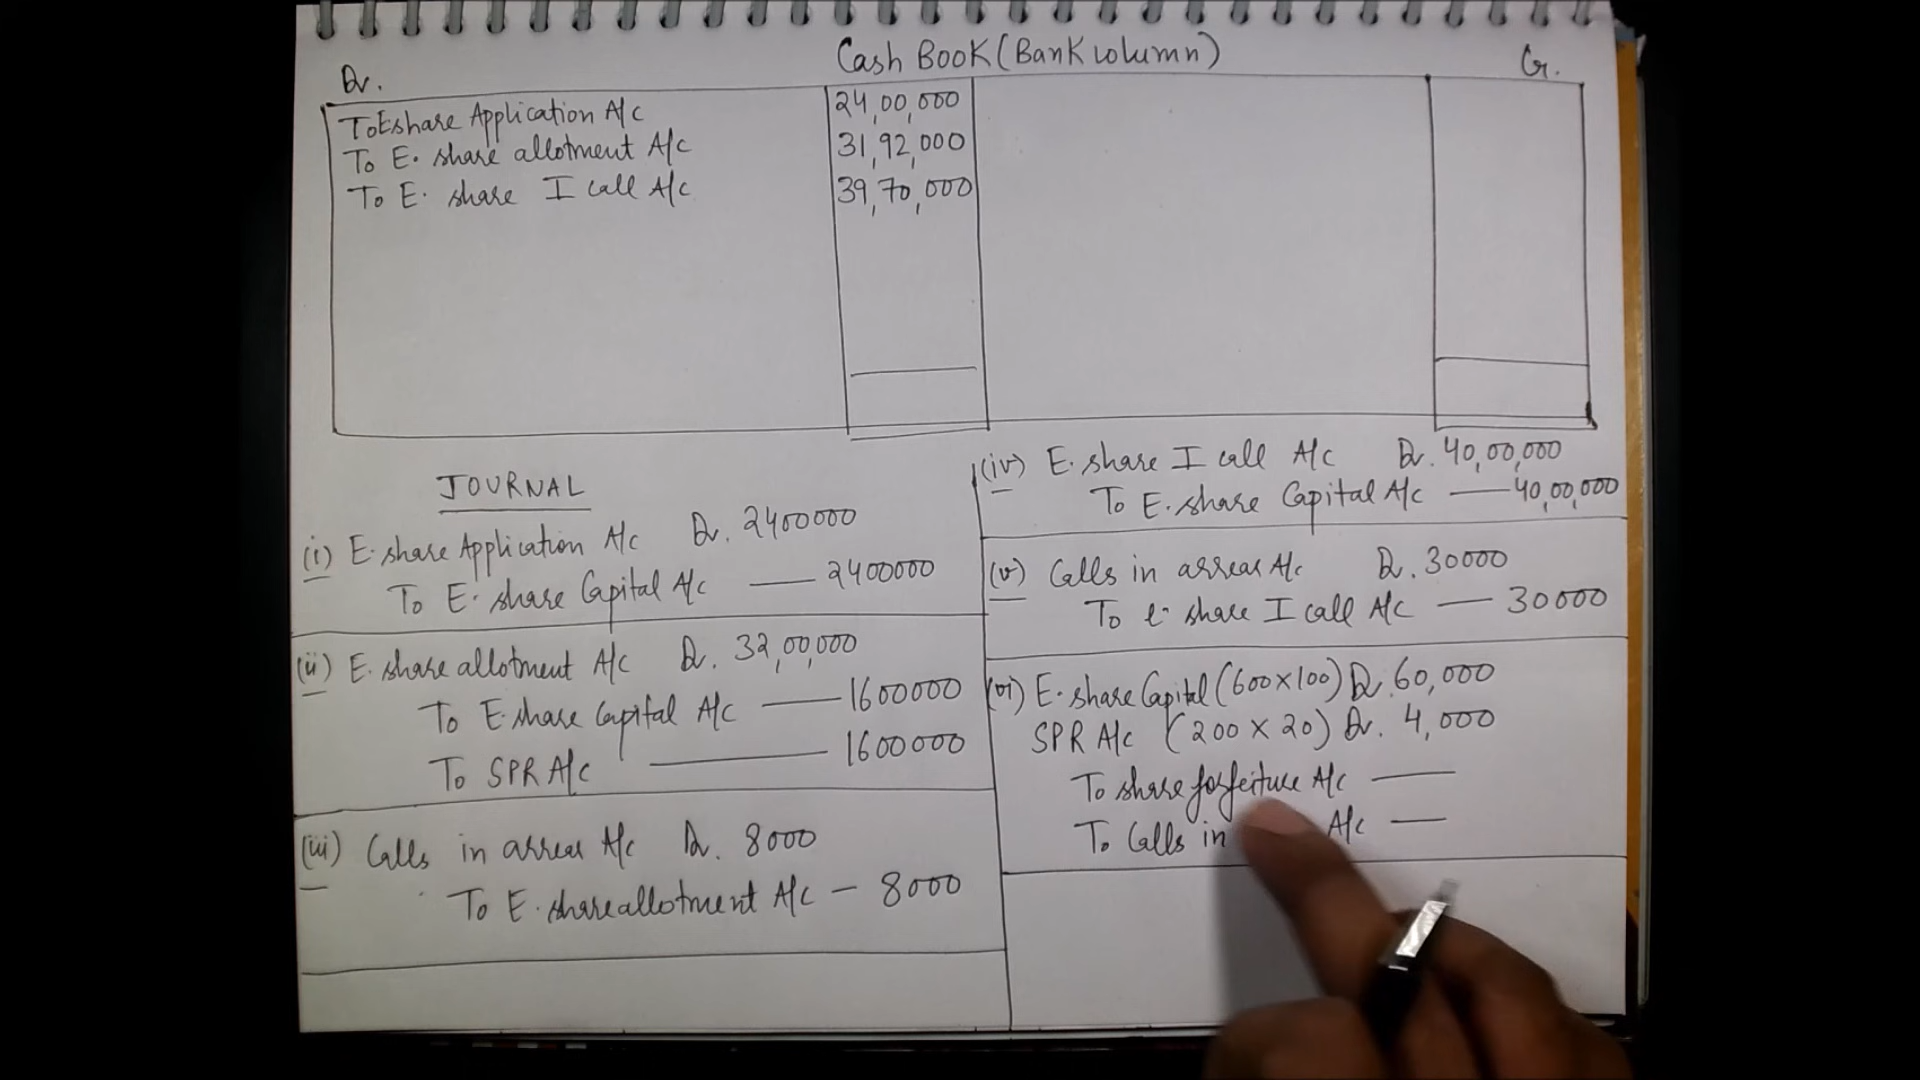 Cash Book (Bank column)
Dr.
Cr.
To E share Application A/c 24,00,000
To E. share allotment A/c 31,92,000
To E. share I call A/c 39,70,000
JOURNAL
(i) E. share Application A/c Dr. 2400000
To E. share Capital A/c — 2400000
(ii) E. share allotment A/c Dr. 32,00,000
To E. share Capital A/c — 1600000
To SPR A/c — 1600000
(iii) Calls in arrear A/c Dr. 8000
To E. share allotment A/c — 8000
(iv) E. share I call A/c Dr. 40,00,000
To E. share Capital A/c — 40,00,000
(v) Calls in arrear A/c Dr. 30000
To E. share I call A/c — 30000
(vi) E. share Capital (600 x 100) Dr. 60,000
SPR A/c (200 x 20) Dr. 4,000
To share forfeiture A/c —
To Calls in A/c —